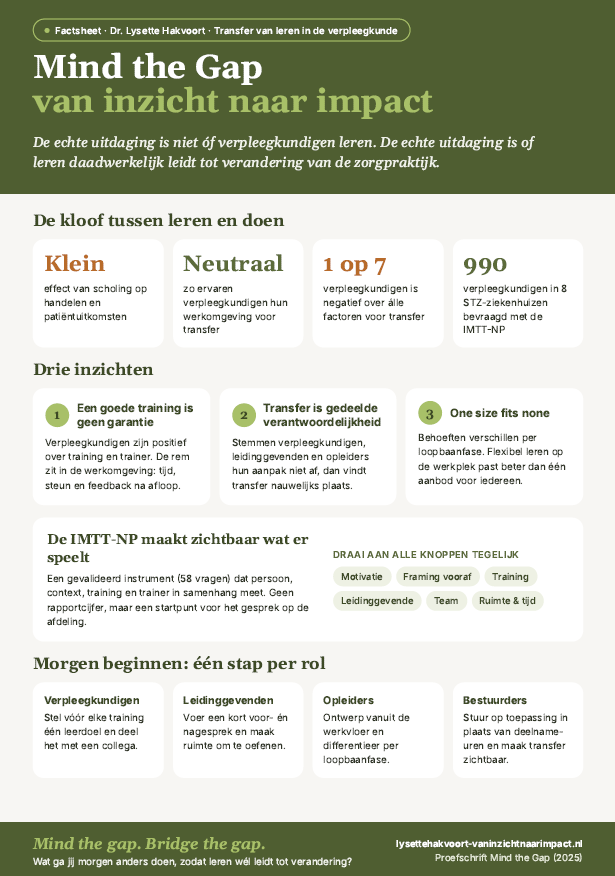 Factsheet · Dr. Lysette Hakvoort · Transfer van leren in de verpleegkunde
Mind the Gap
van inzicht naar impact
De echte uitdaging is niet óf verpleegkundigen leren. De echte uitdaging is of
leren daadwerkelijk leidt tot verandering van de zorgpraktijk.
De kloof tussen leren en doen
Klein
effect van scholing op
handelen en
patiëntuitkomsten
Neutraal
zo ervaren
verpleegkundigen hun
werkomgeving voor
transfer
1 op 7
verpleegkundigen is
negatief over álle
factoren voor transfer
990
verpleegkundigen in 8
STZ-ziekenhuizen
bevraagd met de
IMTT-NP
Drie inzichten
1
Een goede training is
geen garantie
Verpleegkundigen zijn positief
over training en trainer. De rem
zit in de werkomgeving: tijd,
steun en feedback na afloop.
2
Transfer is gedeelde
verantwoordelijkheid
Stemmen verpleegkundigen,
leidinggevenden en opleiders
hun aanpak niet af, dan vindt
transfer nauwelijks plaats.
3
One size fits none
Behoeften verschillen per
loopbaanfase. Flexibel leren op
de werkplek past beter dan één
aanbod voor iedereen.
De IMTT-NP maakt zichtbaar wat er
speelt
Een gevalideerd instrument (58 vragen) dat persoon,
context, training en trainer in samenhang meet. Geen
rapportcijfer, maar een startpunt voor het gesprek op de
afdeling.
DRAAI AAN ALLE KNOPPEN TEGELIJK
Motivatie
Framing vooraf
Training
Leidinggevende
Team
Ruimte & tijd
Morgen beginnen: één stap per rol
Verpleegkundigen
Stel vóór elke training
één leerdoel en deel
het met een collega.
Leidinggevenden
Voer een kort voor- én
nagesprek en maak
ruimte om te oefenen.
Opleiders
Ontwerp vanuit de
werkvloer en
differentieer per
loopbaanfase.
Bestuurders
Stuur op toepassing in
plaats van deelname-
uren en maak transfer
zichtbaar.
Mind the gap. Bridge the gap.
Wat ga jij morgen anders doen, zodat leren wél leidt tot verandering?
lysettehakvoort-vaninzichtnaarimpact.nl
Proefschrift Mind the Gap (2025)